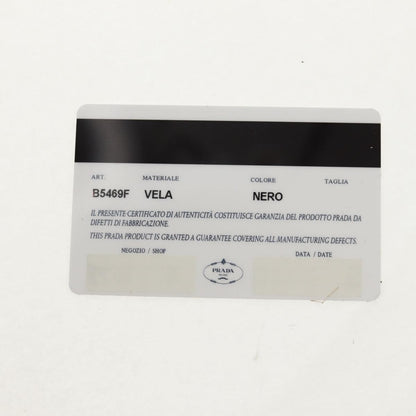 ART. MATERIALE COLORE TAGLIA
B5469F VELA NERO
IL PRESENTE CERTIFICATO DI AUTENTICITÀ COSTITUISCE GARANZIA DEL PRODOTTO PRADA DA
DIFETTI DI FABBRICAZIONE.
THIS PRADA PRODUCT IS GRANTED A GUARANTEE COVERING ALL MANUFACTURING DEFECTS.
NEGOZIO / SHOP DATA / DATE
PRADA